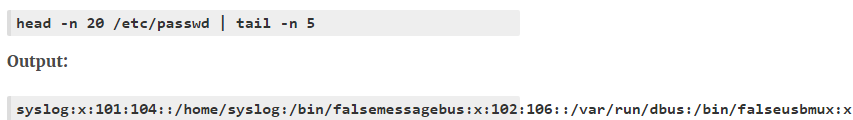 head -n 20 /etc/passwd | tail -n 5
Output:
syslog:x:101:104::/home/syslog:/bin/falsemessagebus:x:102:106::/var/run/dbus:/bin/falseusbmux:x